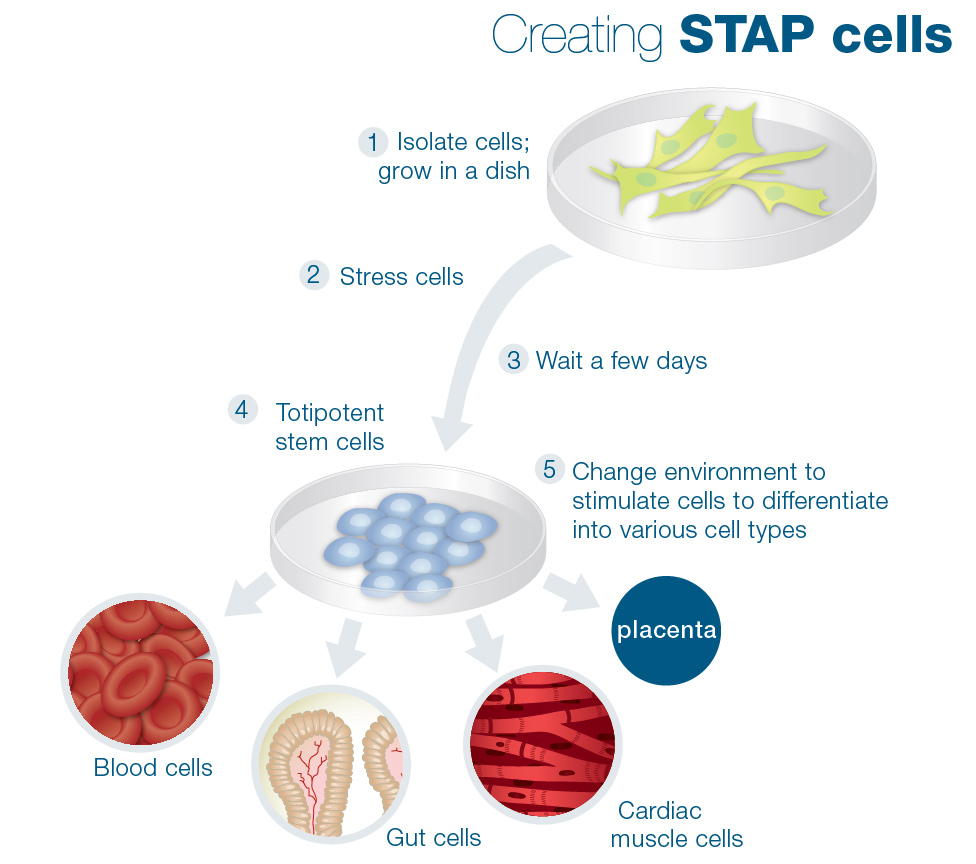 Creating STAP cells
1 Isolate cells;
grow in a dish
2 Stress cells
3 Wait a few days
4 Totipotent
stem cells
5 Change environment to
stimulate cells to differentiate
into various cell types
placenta
Blood cells
Gut cells
Cardiac
muscle cells